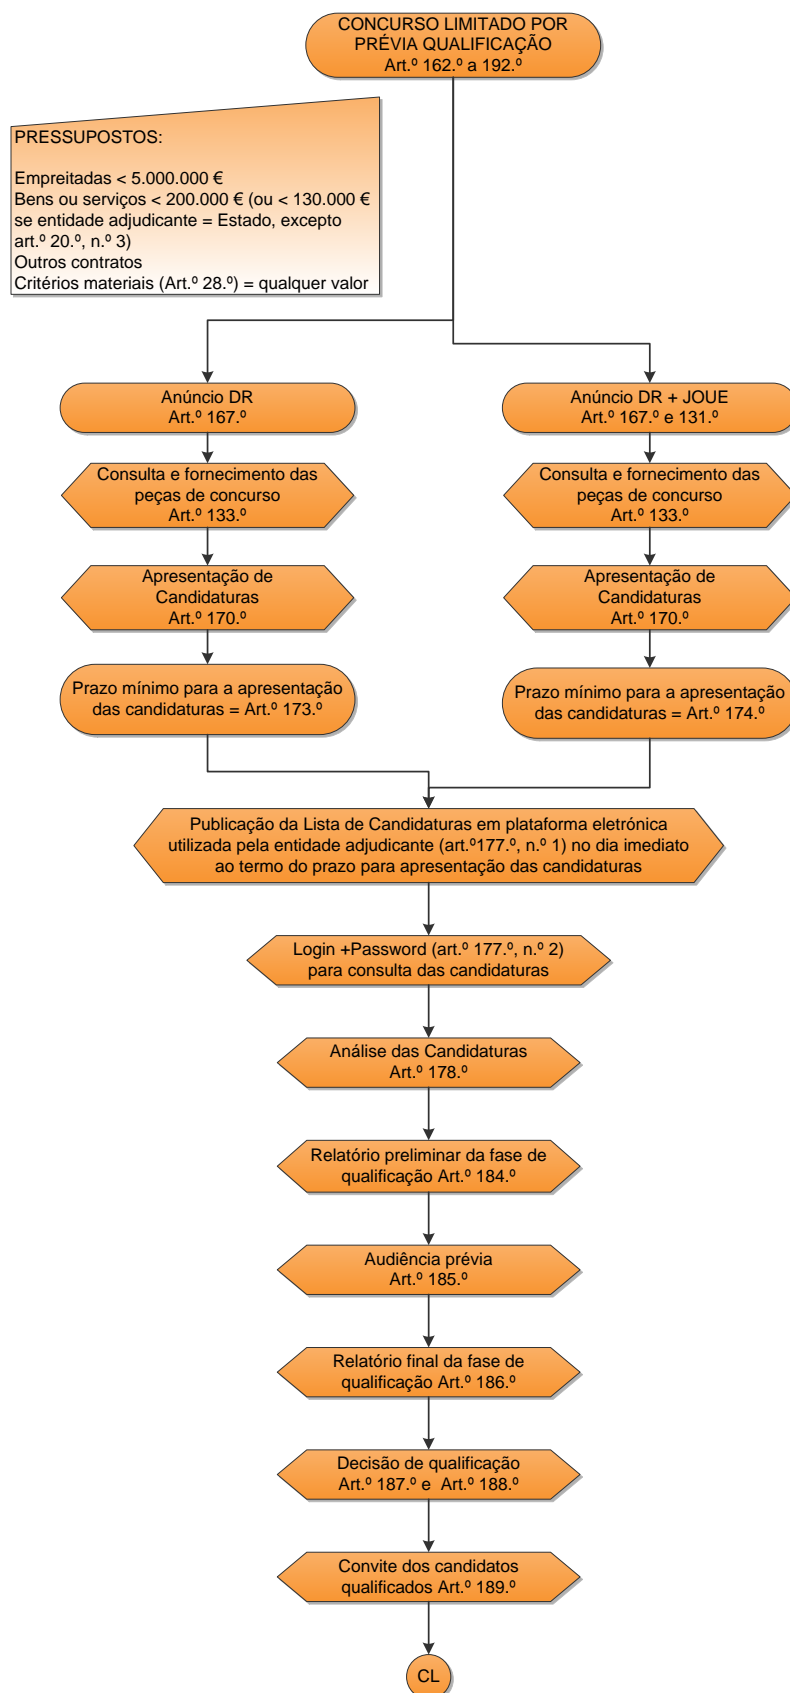 CONCURSO LIMITADO POR
PRÉVIA QUALIFICAÇÃO
Art.º 162.º a 192.º
PRESSUPOSTOS:
Empreitadas < 5.000.000 €
Bens ou serviços < 200.000 € (ou < 130.000 €
se entidade adjudicante = Estado, excepto
art.º 20.º, n.º 3)
Outros contratos
Critérios materiais (Art.º 28.º) = qualquer valor
Anúncio DR
Art.º 167.º
Anúncio DR + JOUE
Art.º 167.º e 131.º
Consulta e fornecimento das
peças de concurso
Art.º 133.º
Consulta e fornecimento das
peças de concurso
Art.º 133.º
Apresentação de
Candidaturas
Art.º 170.º
Apresentação de
Candidaturas
Art.º 170.º
Prazo mínimo para a apresentação
das candidaturas = Art.º 173.º
Prazo mínimo para a apresentação
das candidaturas = Art.º 174.º
Publicação da Lista de Candidaturas em plataforma eletrónica
utilizada pela entidade adjudicante (art.º177.º, n.º 1) no dia imediato
ao termo do prazo para apresentação das candidaturas
Login +Password (art.º 177.º, n.º 2)
para consulta das candidaturas
Análise das Candidaturas
Art.º 178.º
Relatório preliminar da fase de
qualificação Art.º 184.º
Audiência prévia
Art.º 185.º
Relatório final da fase de
qualificação Art.º 186.º
Decisão de qualificação
Art.º 187.º e  Art.º 188.º
Convite dos candidatos
qualificados Art.º 189.º
CL